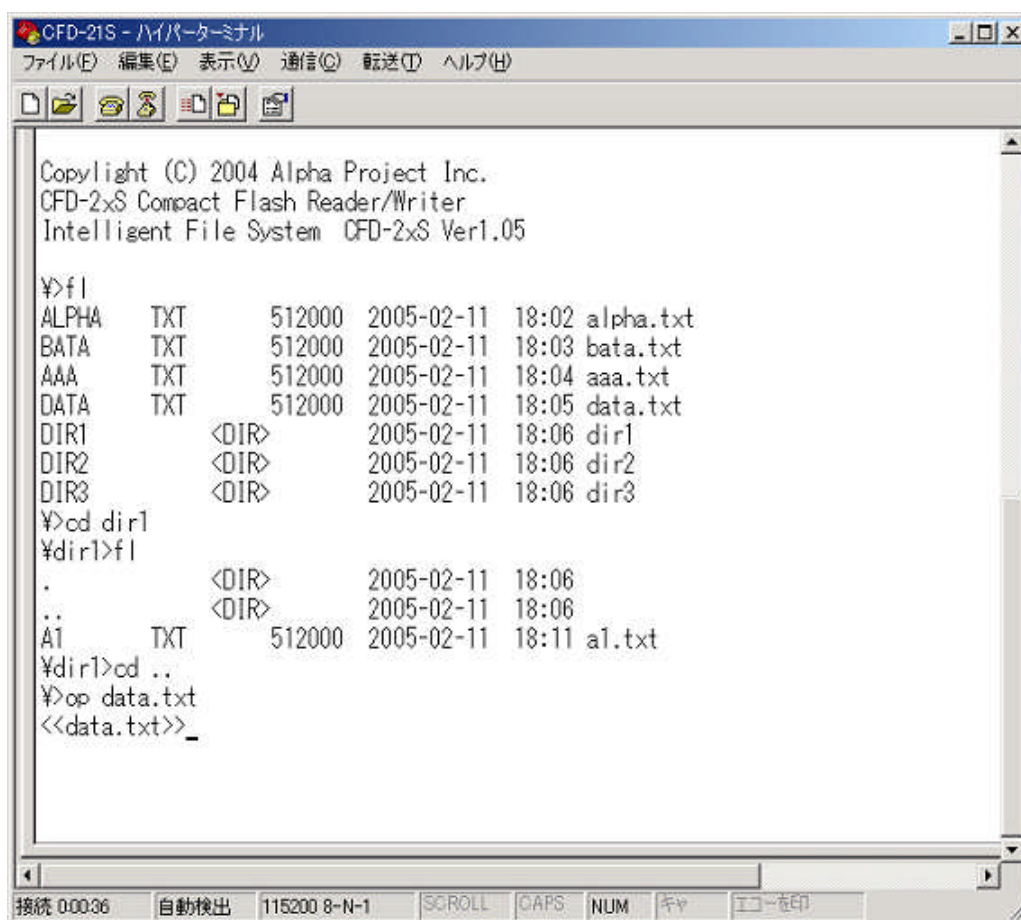 CFD-21S - ハイパーターミナル
ファイル(F) 編集(E) 表示(V) 通信(C) 転送(T) ヘルプ(H)
Copylight (C) 2004 Alpha Project Inc.
CFD-2xS Compact Flash Reader/Writer
Intelligent File System CFD-2xS Ver1.05
¥>fl
ALPHA TXT 512000 2005-02-11 18:02 alpha.txt
BATA TXT 512000 2005-02-11 18:03 bata.txt
AAA TXT 512000 2005-02-11 18:04 aaa.txt
DATA TXT 512000 2005-02-11 18:05 data.txt
DIR1 <DIR> 2005-02-11 18:06 dir1
DIR2 <DIR> 2005-02-11 18:06 dir2
DIR3 <DIR> 2005-02-11 18:06 dir3
¥>cd dir1
¥dir1>fl
. <DIR> 2005-02-11 18:06
.. <DIR> 2005-02-11 18:06
A1 TXT 512000 2005-02-11 18:11 a1.txt
¥dir1>cd ..
¥>op data.txt
<<data.txt>>_
接続 0:00:36 自動検出 115200 8-N-1 SCROLL CAPS NUM キャ エコーを印